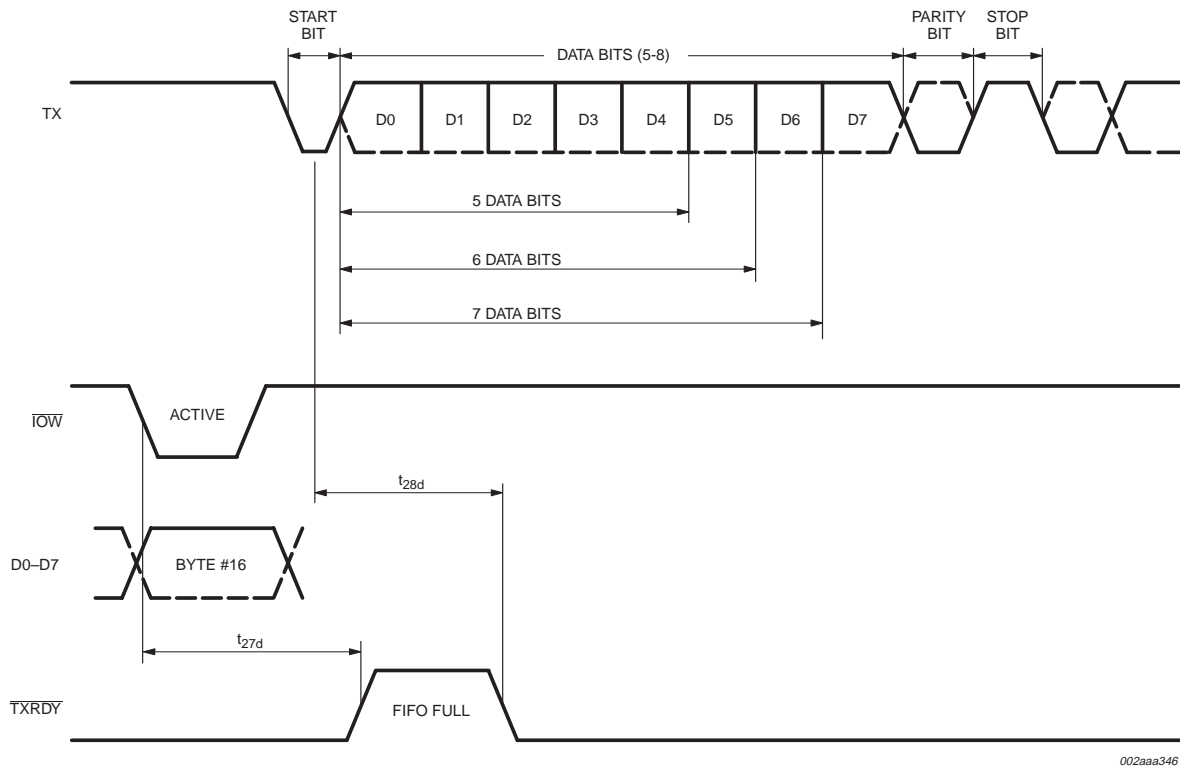 START
BIT
DATA BITS (5-8)
PARITY
BIT
STOP
BIT
TX
D0 D1 D2 D3 D4 D5 D6 D7
5 DATA BITS
6 DATA BITS
7 DATA BITS
IOW
ACTIVE
t28d
D0–D7
BYTE #16
t27d
TXRDY
FIFO FULL
002aaa346